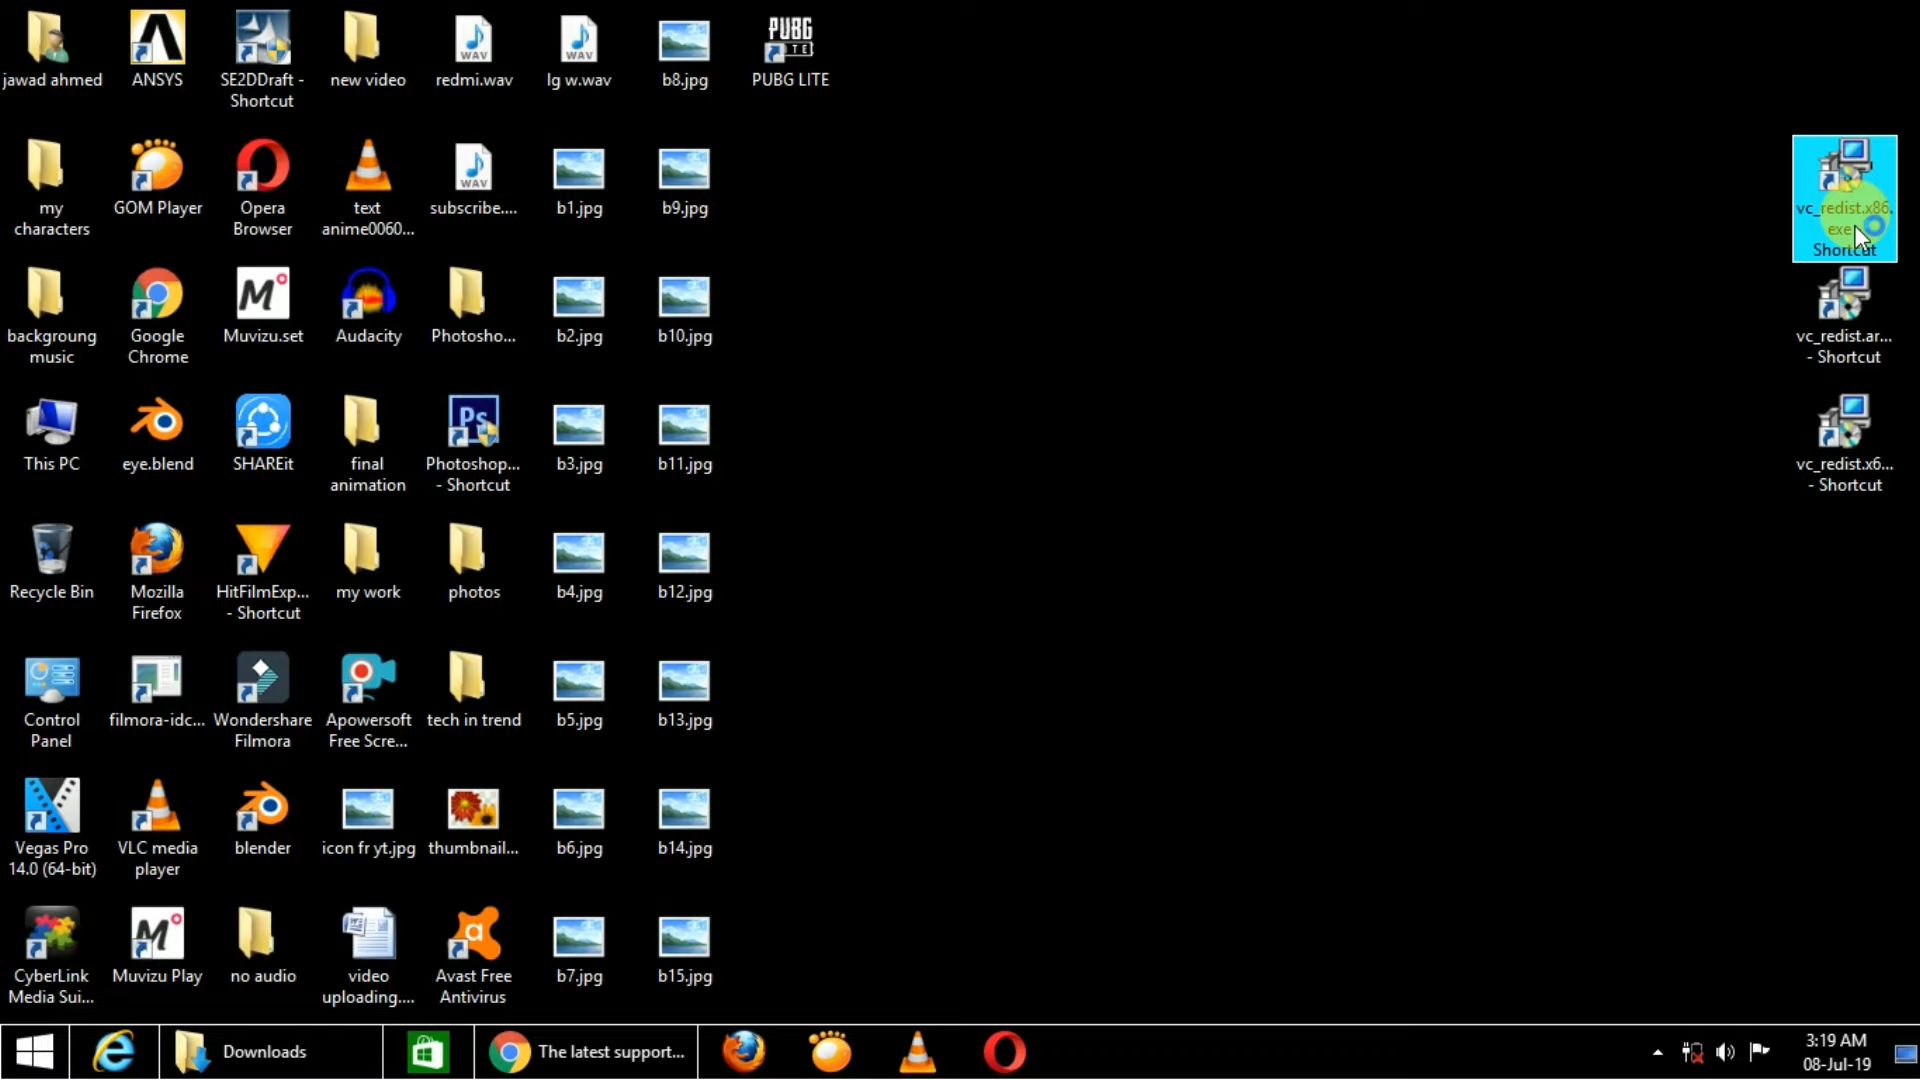 jawad ahmed
ANSYS
SE2DDraft -
Shortcut
new video
redmi.wav
lg w.wav
b8.jpg
PUBG
LITE
PUBG LITE
my
characters
GOM Player
Opera
Browser
text
anime0060...
WAV
subscribe....
b1.jpg
b9.jpg
vc_redist.x86.
exe -
Shortcut
backgroung
music
Google
Chrome
Muvizu.set
Audacity
Photosho...
b2.jpg
b10.jpg
vc_redist.ar...
- Shortcut
This PC
eye.blend
SHAREit
final
animation
Ps
Photoshop...
- Shortcut
b3.jpg
b11.jpg
vc_redist.x6...
- Shortcut
Recycle Bin
Mozilla
Firefox
HitFilmExp...
- Shortcut
my work
photos
b4.jpg
b12.jpg
Control
Panel
filmora-idc...
Wondershare
Filmora
Apowersoft
Free Scre...
tech in trend
b5.jpg
b13.jpg
Vegas Pro
14.0 (64-bit)
VLC media
player
blender
icon fr yt.jpg
thumbnail...
b6.jpg
b14.jpg
CyberLink
Media Sui...
Muvizu Play
no audio
video
uploading....
Avast Free
Antivirus
b7.jpg
b15.jpg
Downloads
The latest support...
3:19 AM
08-Jul-19